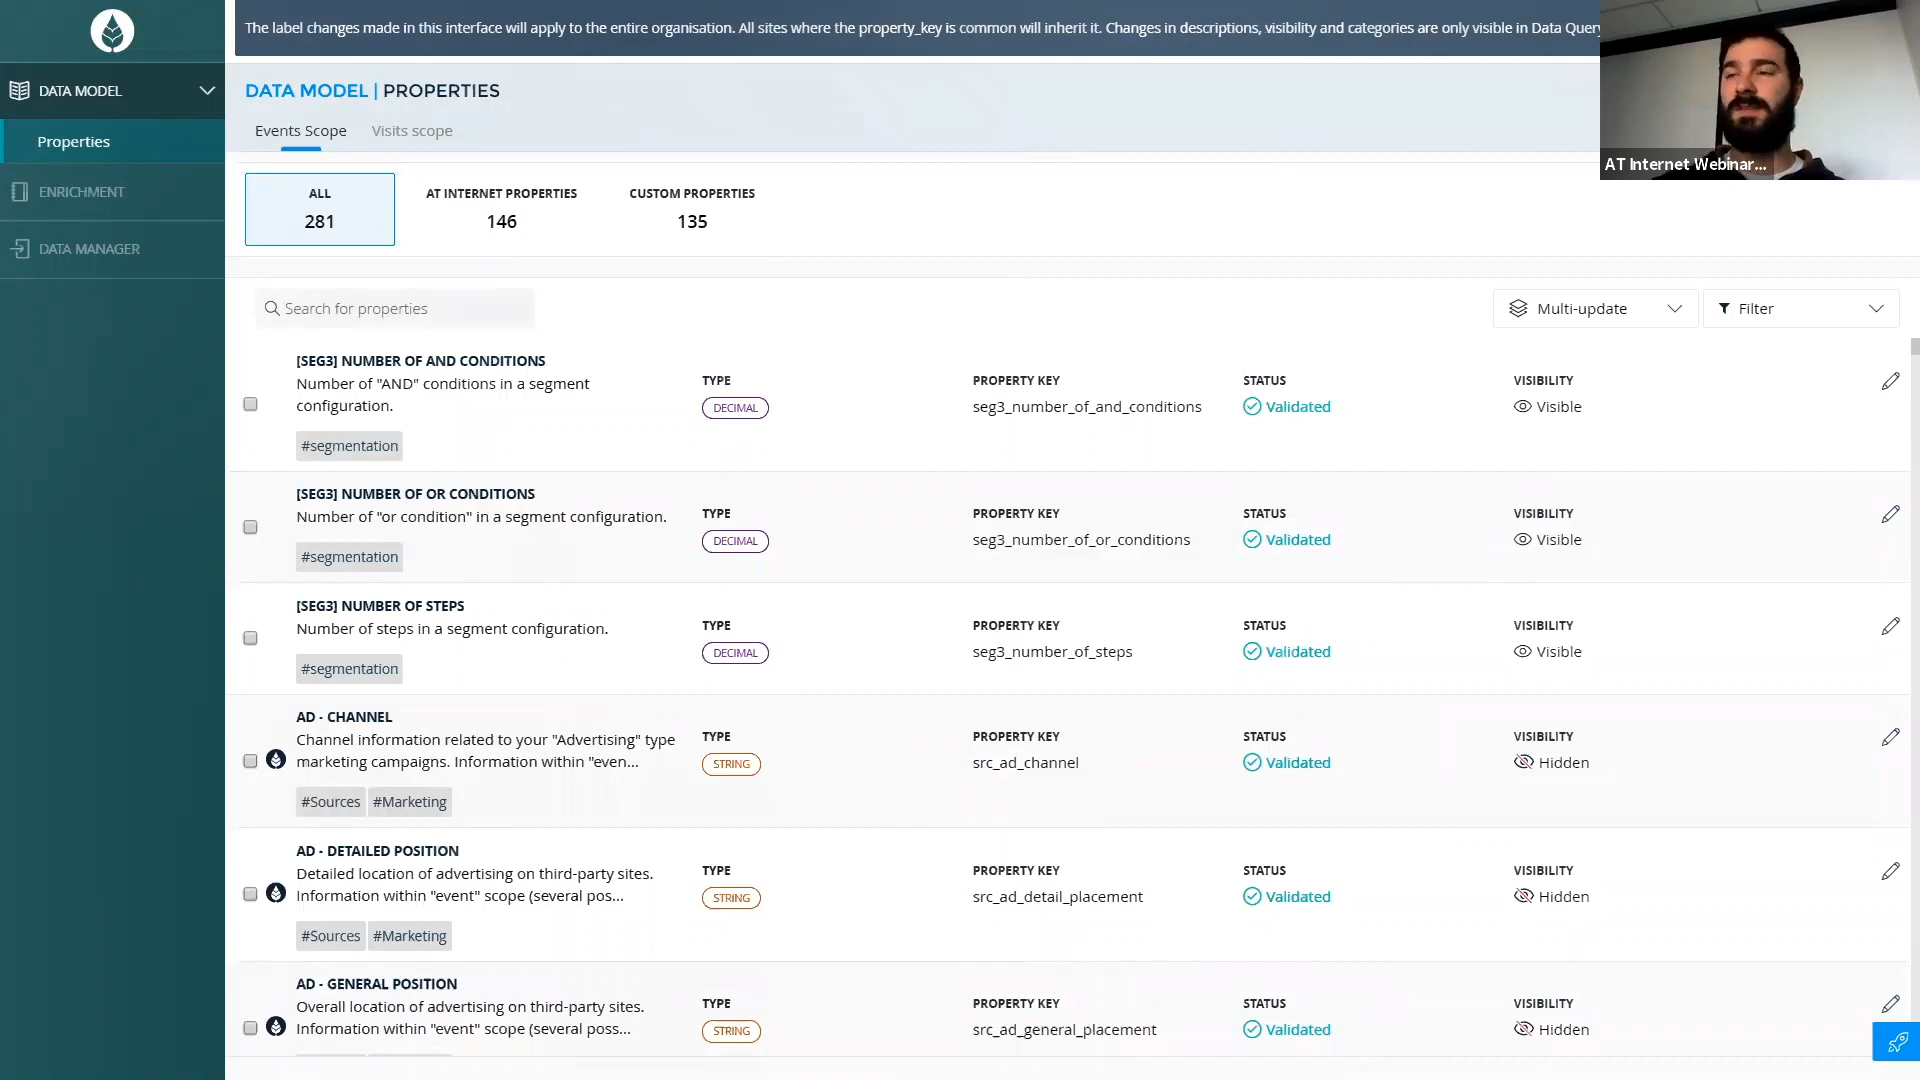 The label changes made in this interface will apply to the entire organisation. All sites where the property_key is common will inherit it. Changes in descriptions, visibility and categories are only visible in Data Query
DATA MODEL
Properties
ENRICHMENT
DATA MANAGER
DATA MODEL | PROPERTIES
Events Scope Visits scope
AT Internet Webinar...
ALL AT INTERNET PROPERTIES CUSTOM PROPERTIES
281 146 135
Search for properties Multi-update Filter
[SEG3] NUMBER OF AND CONDITIONS
Number of "AND" conditions in a segment
configuration.
#segmentation
TYPE PROPERTY KEY STATUS VISIBILITY
DECIMAL seg3_number_of_and_conditions Validated Visible
[SEG3] NUMBER OF OR CONDITIONS
Number of "or condition" in a segment configuration.
#segmentation
TYPE PROPERTY KEY STATUS VISIBILITY
DECIMAL seg3_number_of_or_conditions Validated Visible
[SEG3] NUMBER OF STEPS
Number of steps in a segment configuration.
#segmentation
TYPE PROPERTY KEY STATUS VISIBILITY
DECIMAL seg3_number_of_steps Validated Visible
AD - CHANNEL
Channel information related to your "Advertising" type
marketing campaigns. Information within "even...
#Sources #Marketing
TYPE PROPERTY KEY STATUS VISIBILITY
STRING src_ad_channel Validated Hidden
AD - DETAILED POSITION
Detailed location of advertising on third-party sites.
Information within "event" scope (several pos...
#Sources #Marketing
TYPE PROPERTY KEY STATUS VISIBILITY
STRING src_ad_detail_placement Validated Hidden
AD - GENERAL POSITION
Overall location of advertising on third-party sites.
Information within "event" scope (several poss...
TYPE PROPERTY KEY STATUS VISIBILITY
STRING src_ad_general_placement Validated Hidden